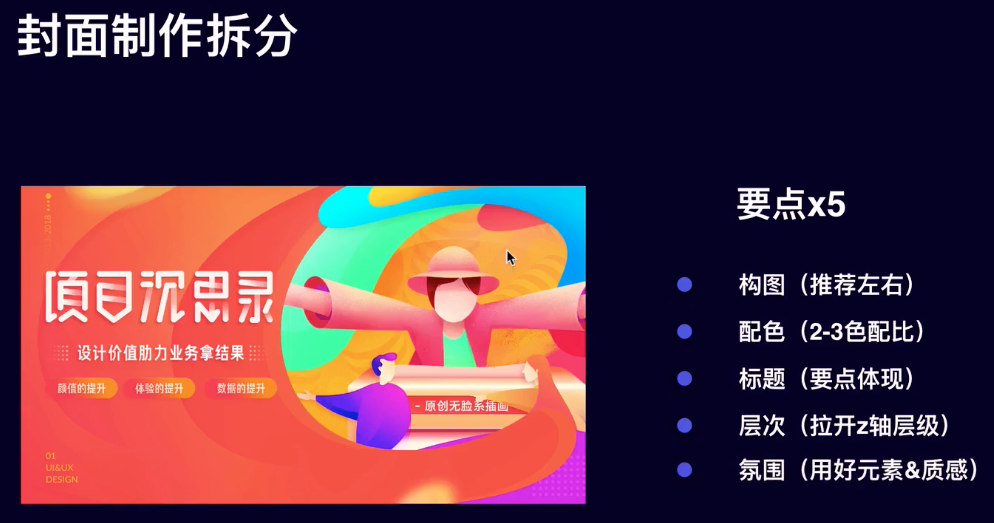 封面制作拆分
2018
项目沉思录
设计价值助力业务拿结果
颜值的提升
体验的提升
数据的提升
- 原创无脸系插画
01
UI&UX
DESIGN
要点x5
构图（推荐左右）
配色（2-3色配比）
标题（要点体现）
层次（拉开z轴层级）
氛围（用好元素&质感）